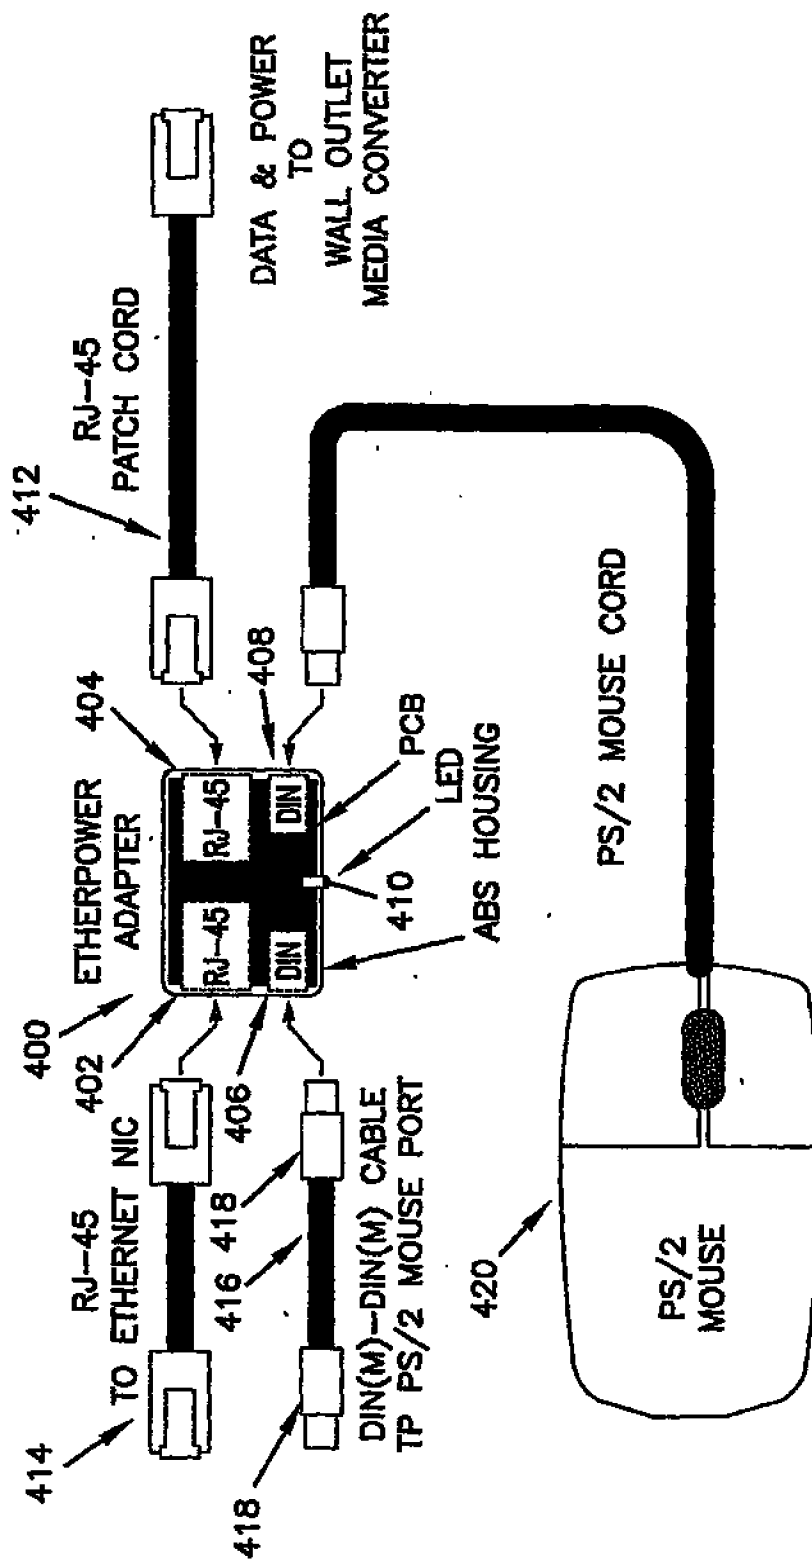 414
RJ-45
TO ETHERNET NIC
402
400
ETHERPOWER
ADAPTER
404
412
RJ-45
PATCH CORD
DATA & POWER
TO
WALL OUTLET
MEDIA CONVERTER
RJ-45
RJ-45
DIN
DIN
406
408
410
PCB
LED
ABS HOUSING
418
416
418
DIN(M)-DIN(M) CABLE
TP PS/2 MOUSE PORT
PS/2 MOUSE CORD
420
PS/2
MOUSE